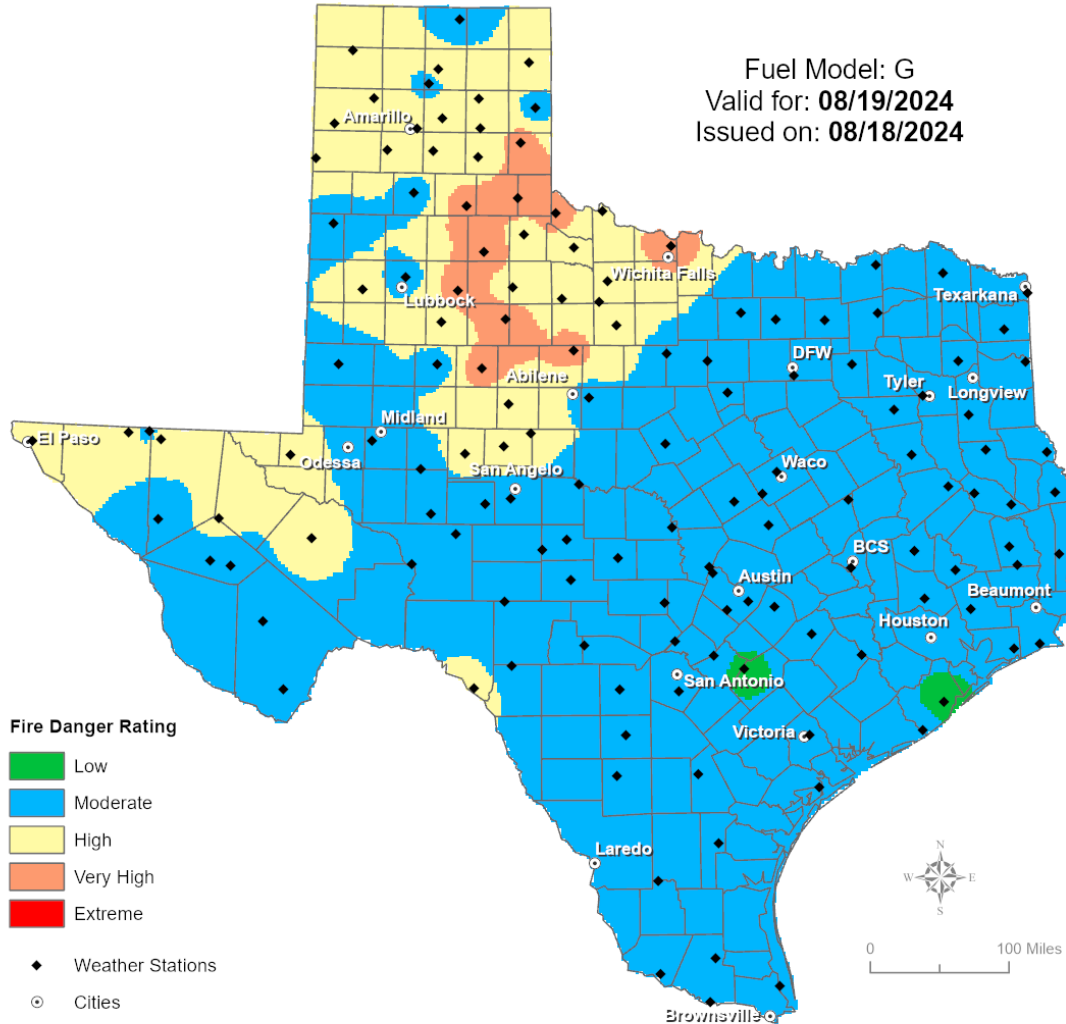 Fuel Model: G
Valid for: 08/19/2024
Issued on: 08/18/2024
Amarillo
Wichita Falls
Lubbock
Texarkana
DFW
Abilene
Tyler
Longview
Midland
El Paso
Odessa
San Angelo
Waco
BCS
Austin
Beaumont
Houston
San Antonio
Victoria
Laredo
Brownsville
Fire Danger Rating
Low
Moderate
High
Very High
Extreme
Weather Stations
Cities
N
W E
S
0 100 Miles